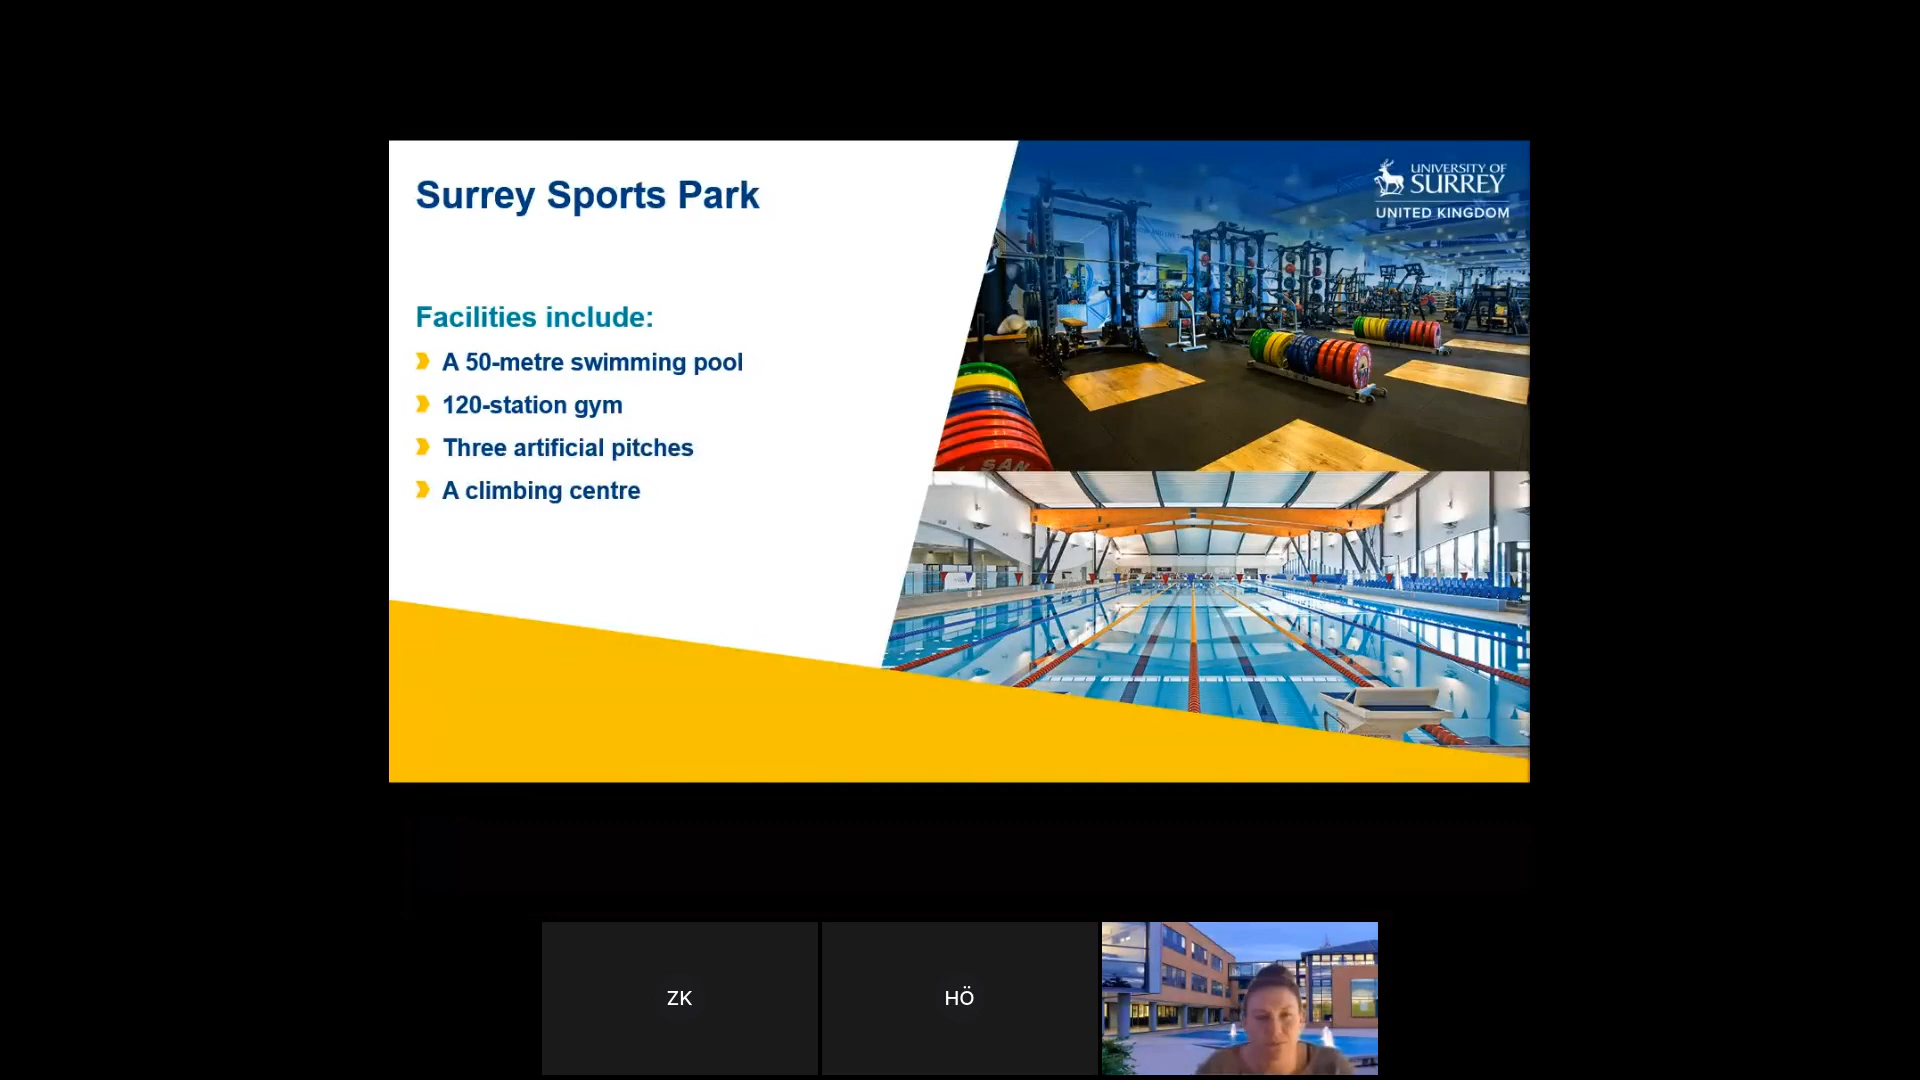 Surrey Sports Park
UNIVERSITY OF
SURREY
UNITED KINGDOM
Facilities include:
A 50-metre swimming pool
120-station gym
Three artificial pitches
A climbing centre
SAN
ZK
HÖ